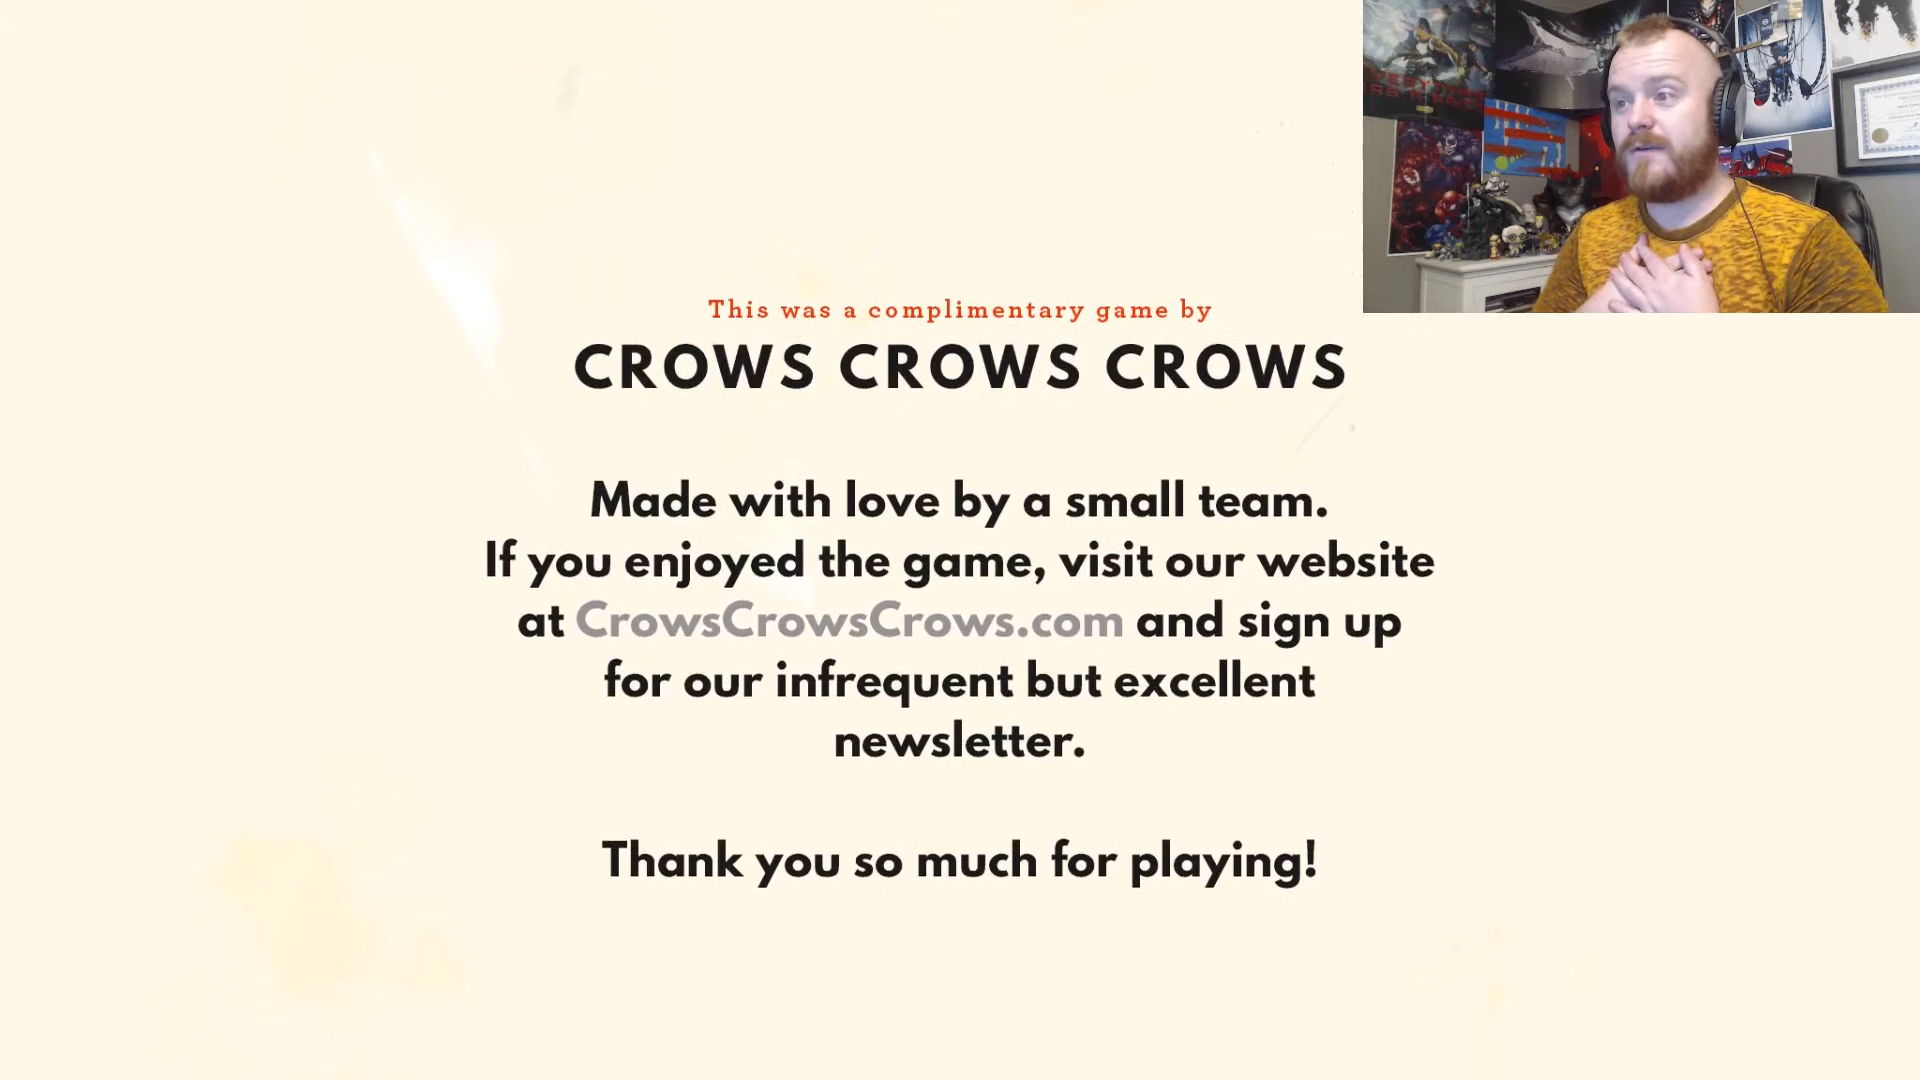 This was a complimentary game by
CROWS CROWS CROWS
Made with love by a small team.
If you enjoyed the game, visit our website
at CrowsCrowsCrows.com and sign up
for our infrequent but excellent
newsletter.
Thank you so much for playing!